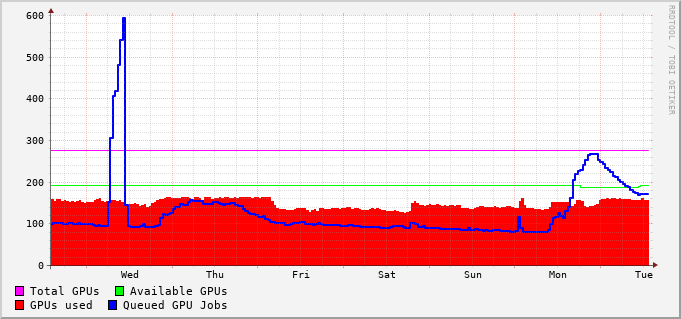 600
500
400
300
200
100
0
Wed Thu Fri Sat Sun Mon Tue
Total GPUs Available GPUs
GPUs used Queued GPU Jobs
RRDTOOL / TOBI OETIKER